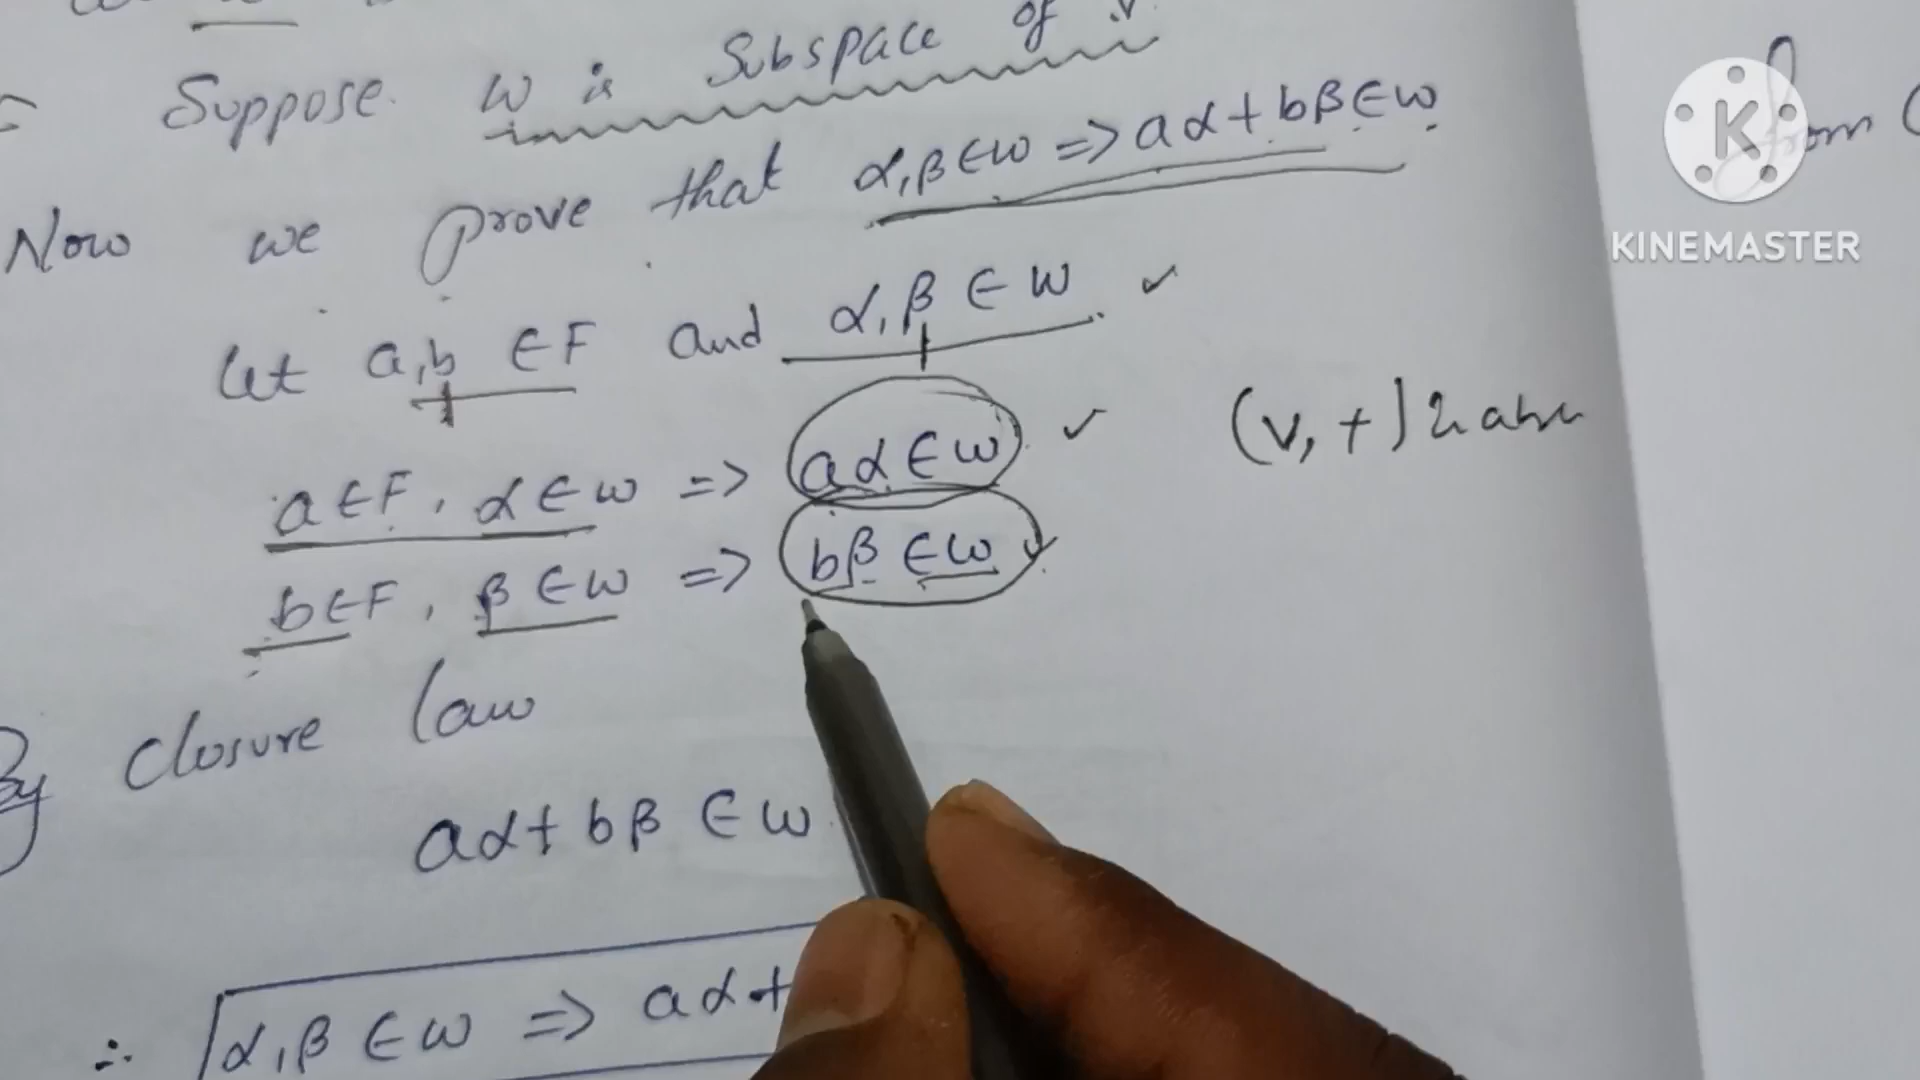 Suppose w is Subspace of V
Now we prove that α,β∈w => aα+bβ∈w
let a,b ∈F and α,β ∈ w ✓
a∈F, α∈w => aα∈w ✓
(v, +)
b∈F, β∈w => bβ∈w ✓
By closure law
aα+bβ ∈w
∴ α,β ∈w => aα+
from
K
KINEMASTER